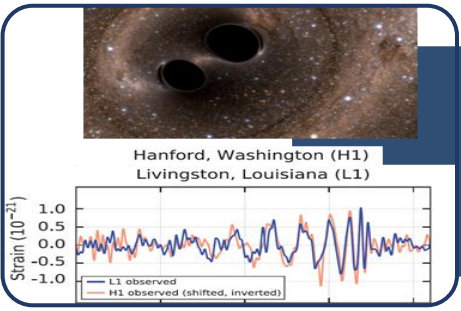 Hanford, Washington (H1)
Livingston, Louisiana (L1)
Strain (10⁻²¹)
1.0
0.5
0.0
-0.5
-1.0
L1 observed
H1 observed (shifted, inverted)